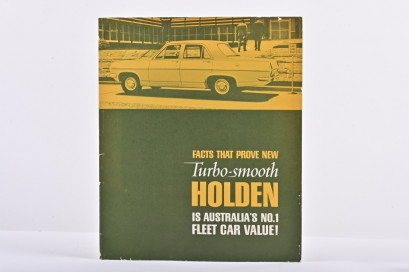 FACTS THAT PROVE NEW
Turbo-smooth
HOLDEN
IS AUSTRALIA'S NO.1
FLEET CAR VALUE!